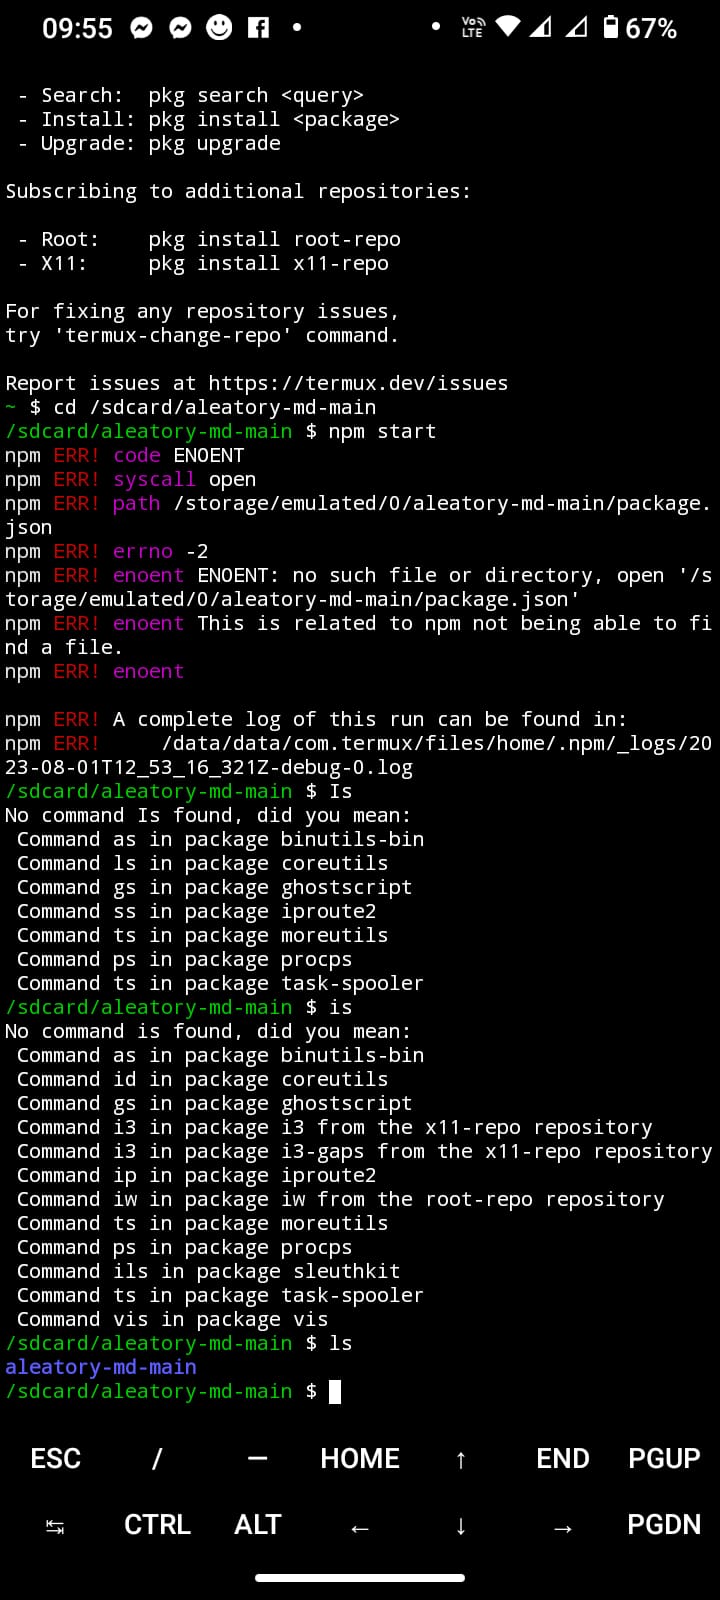 09:55 • • Vo) LTE 67%
- Search:  pkg search <query>
- Install: pkg install <package>
- Upgrade: pkg upgrade
Subscribing to additional repositories:
- Root:    pkg install root-repo
- X11:     pkg install x11-repo
For fixing any repository issues,
try 'termux-change-repo' command.
Report issues at https://termux.dev/issues
~ $ cd /sdcard/aleatory-md-main
/sdcard/aleatory-md-main $ npm start
npm ERR! code ENOENT
npm ERR! syscall open
npm ERR! path /storage/emulated/0/aleatory-md-main/package.
json
npm ERR! errno -2
npm ERR! enoent ENOENT: no such file or directory, open '/s
torage/emulated/0/aleatory-md-main/package.json'
npm ERR! enoent This is related to npm not being able to fi
nd a file.
npm ERR! enoent
npm ERR! A complete log of this run can be found in:
npm ERR!     /data/data/com.termux/files/home/.npm/_logs/20
23-08-01T12_53_16_321Z-debug-0.log
/sdcard/aleatory-md-main $ Is
No command Is found, did you mean:
Command as in package binutils-bin
Command ls in package coreutils
Command gs in package ghostscript
Command ss in package iproute2
Command ts in package moreutils
Command ps in package procps
Command ts in package task-spooler
/sdcard/aleatory-md-main $ is
No command is found, did you mean:
Command as in package binutils-bin
Command id in package coreutils
Command gs in package ghostscript
Command i3 in package i3 from the x11-repo repository
Command i3 in package i3-gaps from the x11-repo repository
Command ip in package iproute2
Command iw in package iw from the root-repo repository
Command ts in package moreutils
Command ps in package procps
Command ils in package sleuthkit
Command ts in package task-spooler
Command vis in package vis
/sdcard/aleatory-md-main $ ls
aleatory-md-main
/sdcard/aleatory-md-main $
ESC / — HOME ↑ END PGUP
↹ CTRL ALT ← ↓ → PGDN